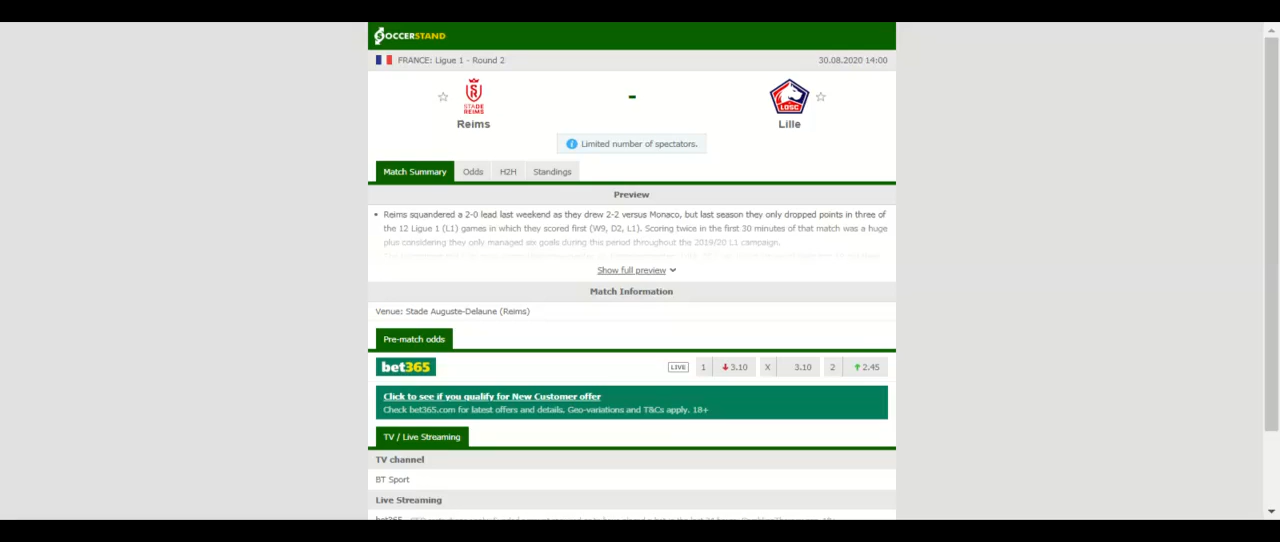 SOCCERSTAND
FRANCE: Ligue 1 - Round 2 30.08.2020 14:00
STADE
REIMS
LOSC
Reims - Lille
Limited number of spectators.
Match Summary Odds H2H Standings
Preview
Reims squandered a 2-0 lead last weekend as they drew 2-2 versus Monaco, but last season they only dropped points in three of
the 12 Ligue 1 (L1) games in which they scored first (W9, D2, L1). Scoring twice in the first 30 minutes of that match was a huge
plus considering they only managed six goals during this period throughout the 2019/20 L1 campaign.
Show full preview
Match Information
Venue: Stade Auguste-Delaune (Reims)
Pre-match odds
bet365 LIVE 1 3.10 X 3.10 2 2.45
Click to see if you qualify for New Customer offer
Check bet365.com for latest offers and details. Geo-variations and T&Cs apply. 18+
TV / Live Streaming
TV channel
BT Sport
Live Streaming
bet365